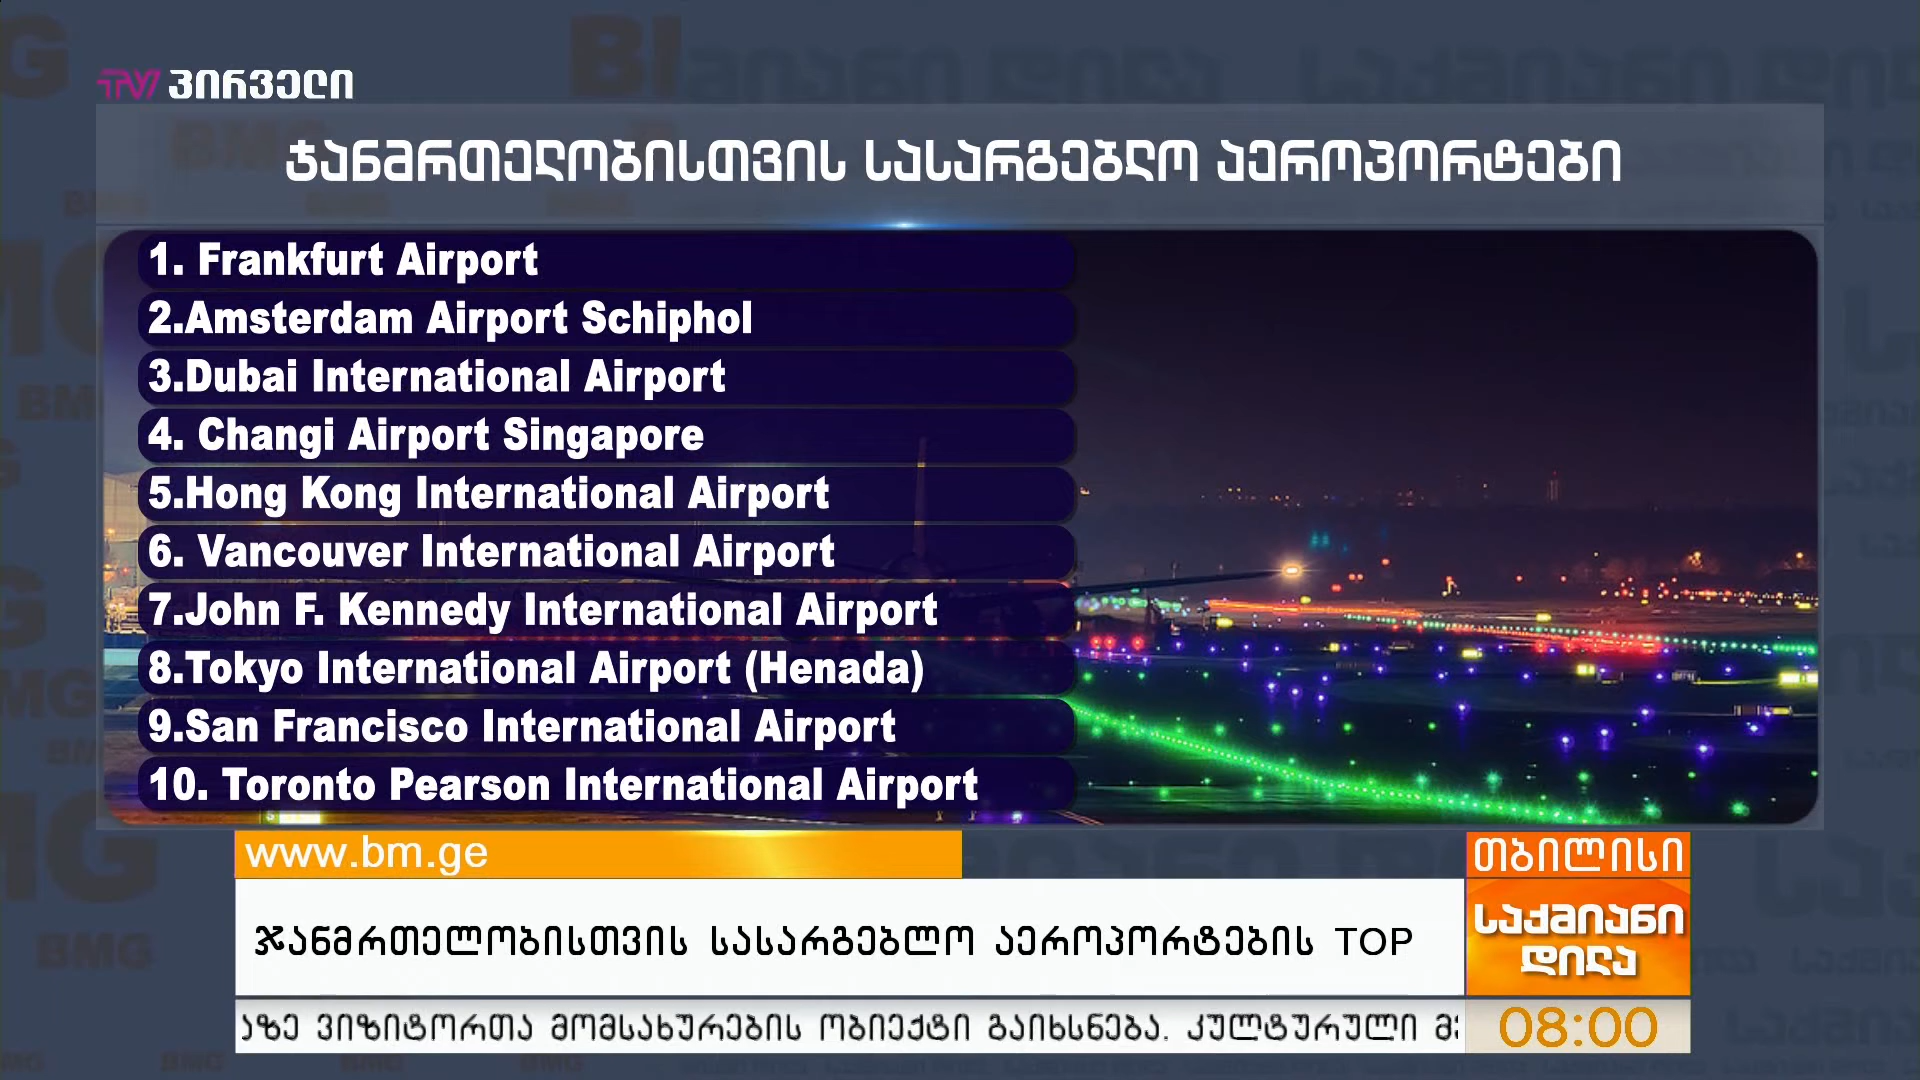 TV პირველი
ჯანმრთელობისთვის სასარგებლო აეროპორტები
1. Frankfurt Airport
2.Amsterdam Airport Schiphol
3.Dubai International Airport
4. Changi Airport Singapore
5.Hong Kong International Airport
6. Vancouver International Airport
7.John F. Kennedy International Airport
8.Tokyo International Airport (Henada)
9.San Francisco International Airport
10. Toronto Pearson International Airport
www.bm.ge
თბილისი
ჯანმრთელობისთვის სასარგებლო აეროპორტების TOP
საქმიანი
დილა
აზე ვიზიტორთა მომსახურების ობიექტი გაიხსნება. კულტურული
08:00